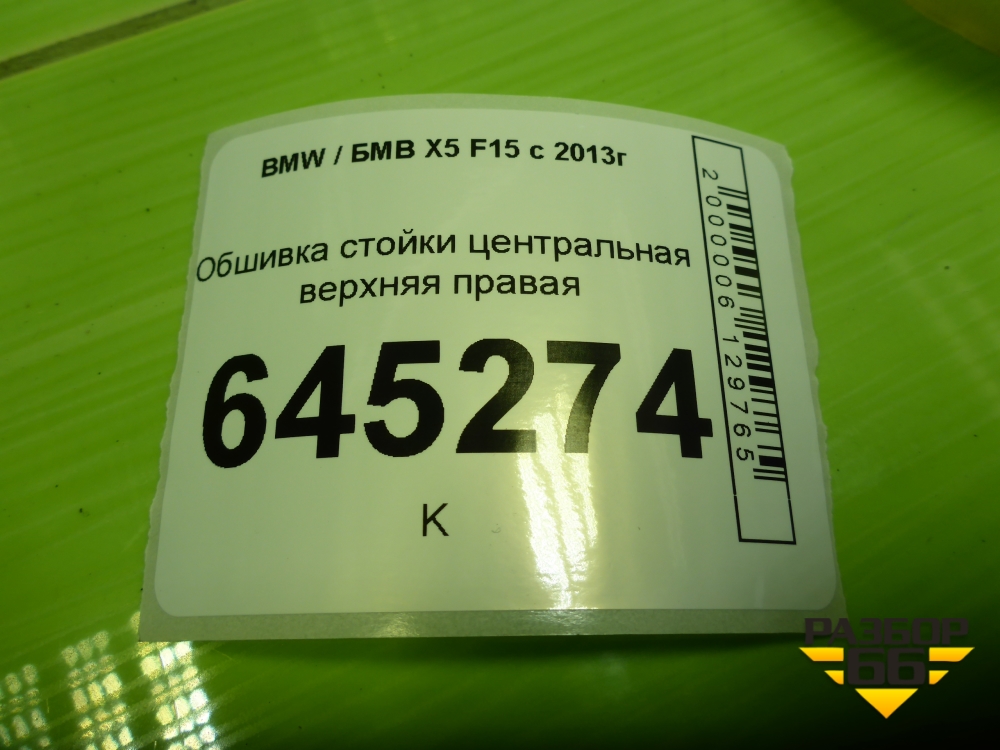 BMW / БМВ X5 F15 с 2013г
Обшивка стойки центральная
верхняя правая
645274
К
2000006129765
РАЗБОР
66